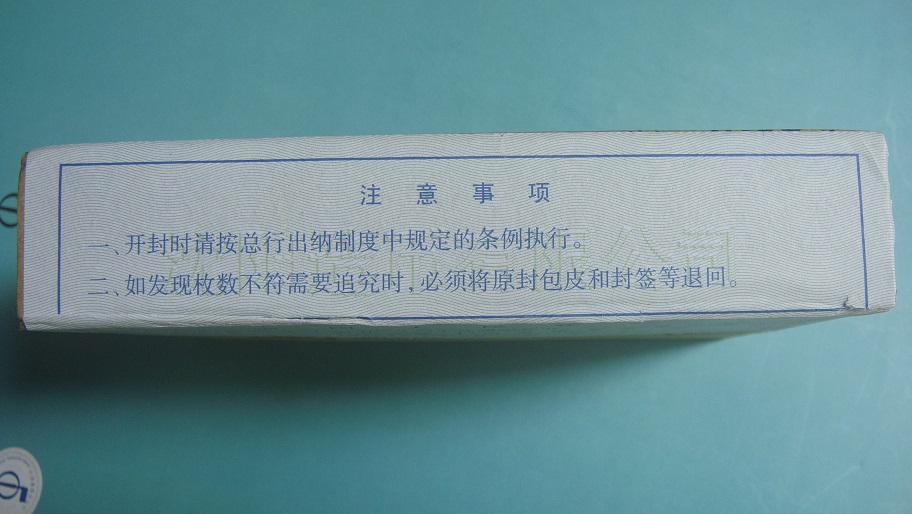 注意事项
一、开封时请按总行出纳制度中规定的条例执行。
二、如发现枚数不符需要追究时，必须将原封包皮和封签等退回。